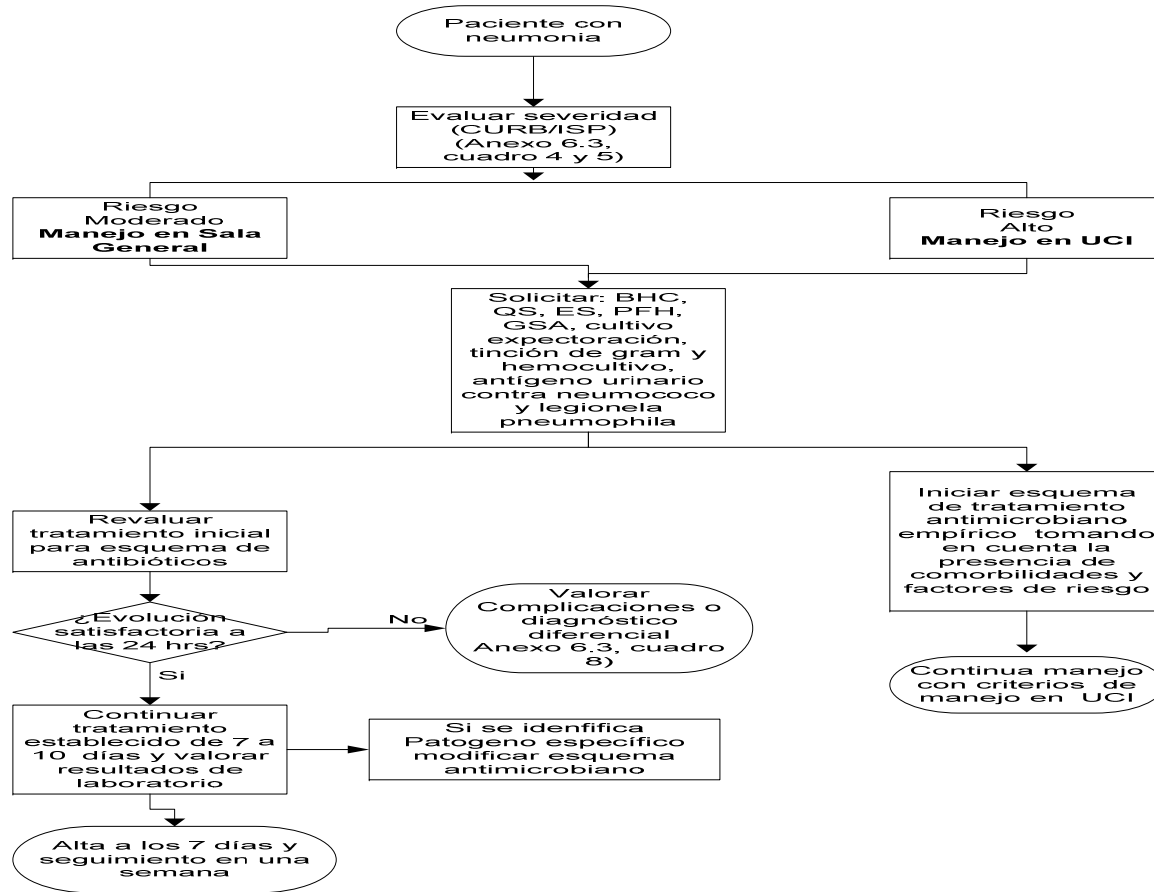 Paciente con
neumonia
Evaluar severidad
(CURB/ISP)
(Anexo 6.3,
cuadro 4 y 5)
Riesgo
Moderado
Manejo en Sala
General
Riesgo
Alto
Manejo en UCI
Solicitar: BHC,
QS, ES, PFH,
GSA, cultivo
expectoración,
tinción de gram y
hemocultivo,
antígeno urinario
contra neumococo
y legionela
pneumophila
Revaluar
tratamiento inicial
para esquema de
antibióticos
Iniciar esquema
de tratamiento
antimicrobiano
empírico tomando
en cuenta la
presencia de
comorbilidades y
factores de riesgo
¿Evolución
satisfactoria a
las 24 hrs?
No
Valorar
Complicaciones o
diagnóstico
diferencial
Anexo 6.3, cuadro
8)
Si
Continua manejo
con criterios de
manejo en UCI
Continuar
tratamiento
establecido de 7 a
10 días y valorar
resultados de
laboratorio
Si se idenfifica
Patogeno específico
modificar esquema
antimicrobiano
Alta a los 7 días y
seguimiento en una
semana